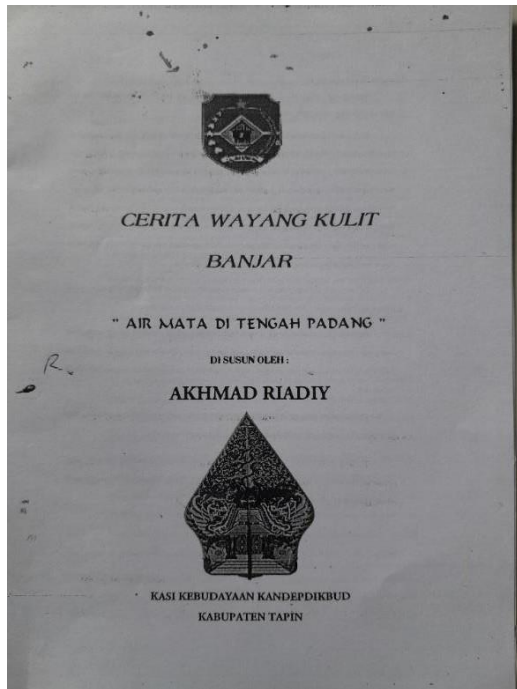 CERITA WAYANG KULIT
BANJAR
" AIR MATA DI TENGAH PADANG "
DI SUSUN OLEH :
R.
AKHMAD RIADIY
KASI KEBUDAYAAN KANDEPDIKBUD
KABUPATEN TAPIN